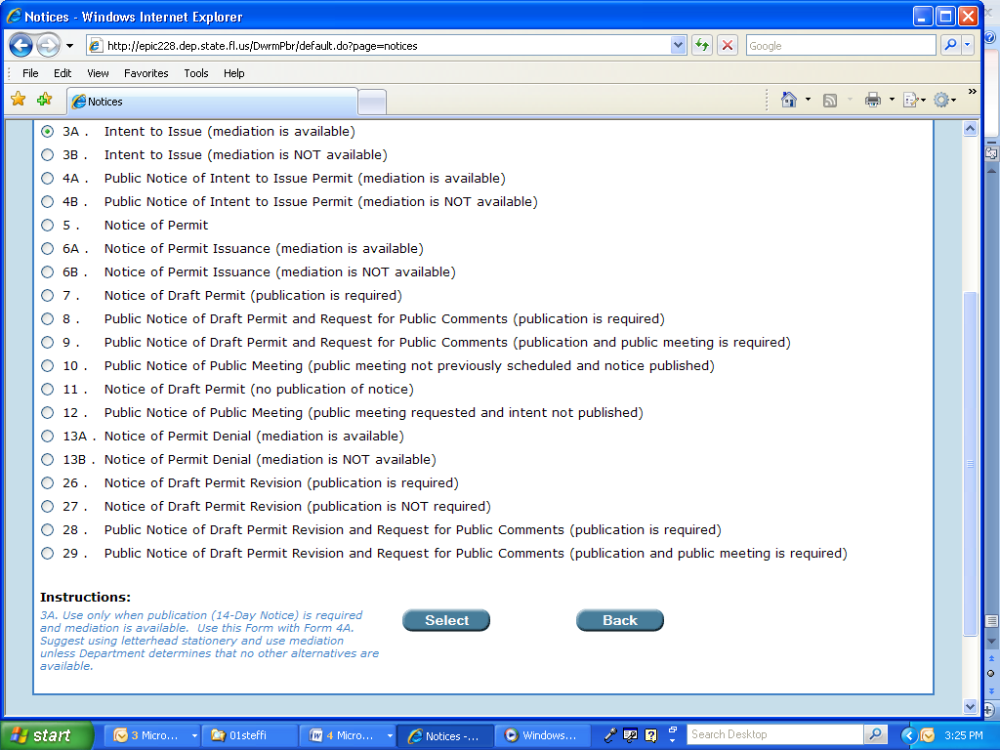 Notices - Windows Internet Explorer
http://epic228.dep.state.fl.us/DwrmPbr/default.do?page=notices
Google
File Edit View Favorites Tools Help
Notices
»
3A . Intent to Issue (mediation is available)
3B . Intent to Issue (mediation is NOT available)
4A . Public Notice of Intent to Issue Permit (mediation is available)
4B . Public Notice of Intent to Issue Permit (mediation is NOT available)
5 . Notice of Permit
6A . Notice of Permit Issuance (mediation is available)
6B . Notice of Permit Issuance (mediation is NOT available)
7 . Notice of Draft Permit (publication is required)
8 . Public Notice of Draft Permit and Request for Public Comments (publication is required)
9 . Public Notice of Draft Permit and Request for Public Comments (publication and public meeting is required)
10 . Public Notice of Public Meeting (public meeting not previously scheduled and notice published)
11 . Notice of Draft Permit (no publication of notice)
12 . Public Notice of Public Meeting (public meeting requested and intent not published)
13A . Notice of Permit Denial (mediation is available)
13B . Notice of Permit Denial (mediation is NOT available)
26 . Notice of Draft Permit Revision (publication is required)
27 . Notice of Draft Permit Revision (publication is NOT required)
28 . Public Notice of Draft Permit Revision and Request for Public Comments (publication is required)
29 . Public Notice of Draft Permit Revision and Request for Public Comments (publication and public meeting is required)
Instructions:
3A. Use only when publication (14-Day Notice) is required
and mediation is available. Use this Form with Form 4A.
Suggest using letterhead stationery and use mediation
unless Department determines that no other alternatives are
available.
Select Back
start 3 Micro... 01steffi 4 Micro... Notices -... Windows... Search Desktop 3:25 PM